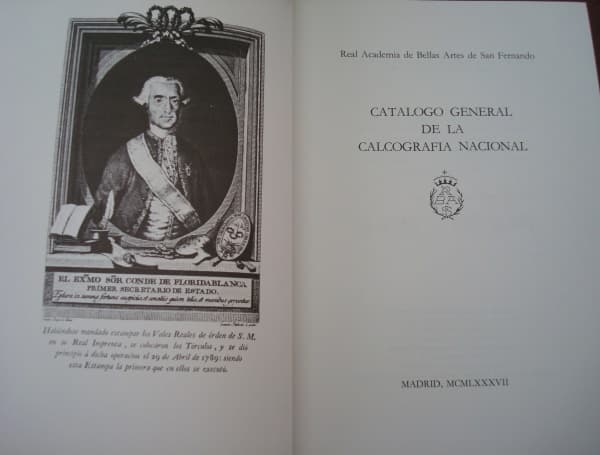 EL EXMO SÕR CONDE DE FLORIDABLANCA
PRIMER SECRETARIO DE ESTADO.
Habiéndose mandado estampar los Vales Reales de órden de S. M.
en su Real Imprenta, se colocaron los Tórculos, y se dió
principio á dicha operacion el 29 de Abril de 1789: siendo
esta Estampa la primera que en ellos se executó.
Real Academia de Bellas Artes de San Fernando
CATALOGO GENERAL
DE LA
CALCOGRAFIA NACIONAL
MADRID, MCMLXXXVII